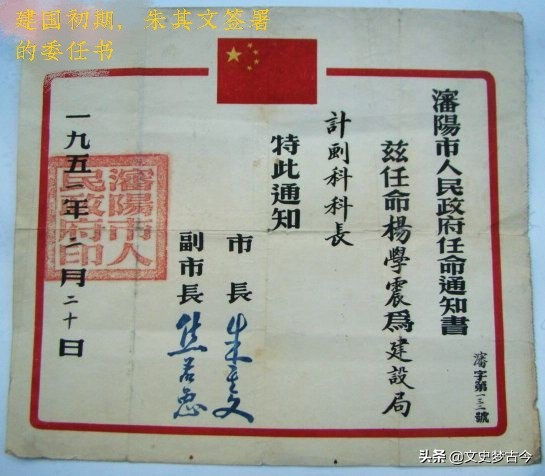 建国初期，朱其文签署
的委任书
瀋陽市人民政府任命通知書
瀋字第一三號
兹任命楊學震爲建設局
計劃科科長
特此通知
市長 朱其文
副市長 焦若愚
一九五二年二月二十日
瀋陽市人民政府印
头条 @文史梦古今